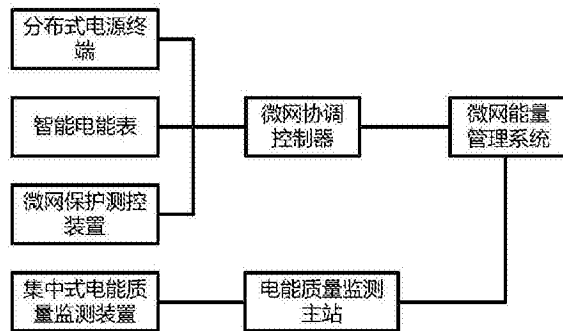 分布式电源终
端
智能电能表
微网保护测控
装置
集中式电能质
量监测装置
微网协调
控制器
电能质量监测
主站
微网能量
管理系统